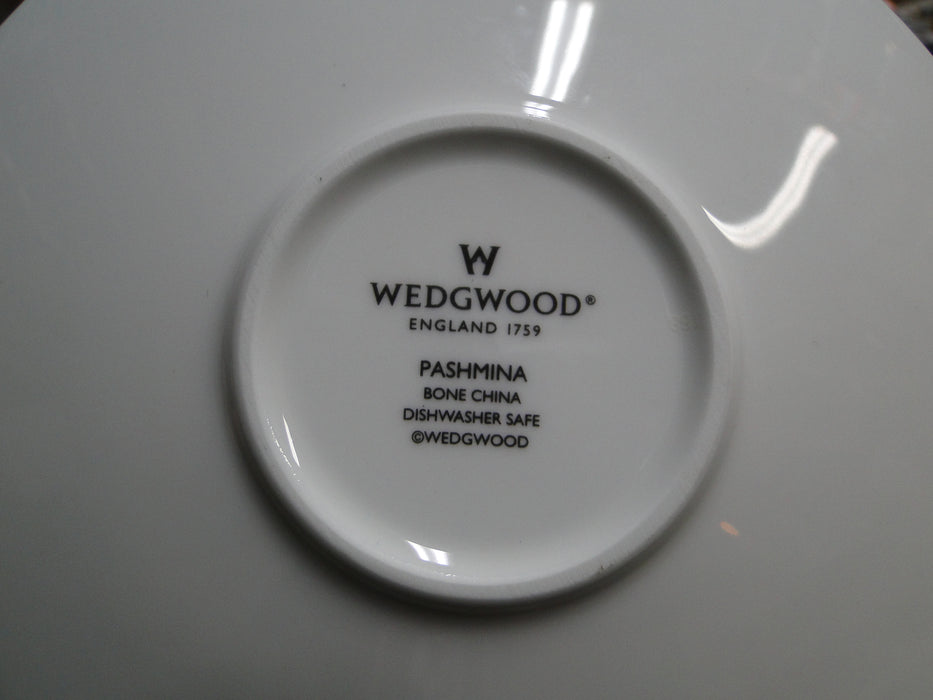 W
WEDGWOOD®
ENGLAND 1759
PASHMINA
BONE CHINA
DISHWASHER SAFE
©WEDGWOOD